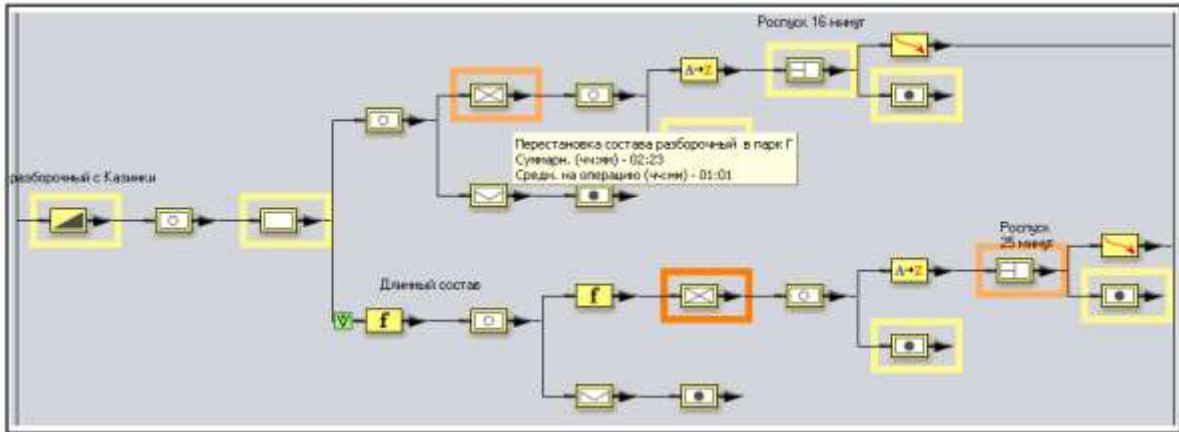 Роспуск 16 минут
A→Z
Перестановка состава разборочный в парк Г
Суммарн. (чч:мм) - 02:23
Средн. на операцию (чч:мм) - 01:01
разборочный с Казинки
Роспуск
25 минут
A→Z
Длинный состав
f
f